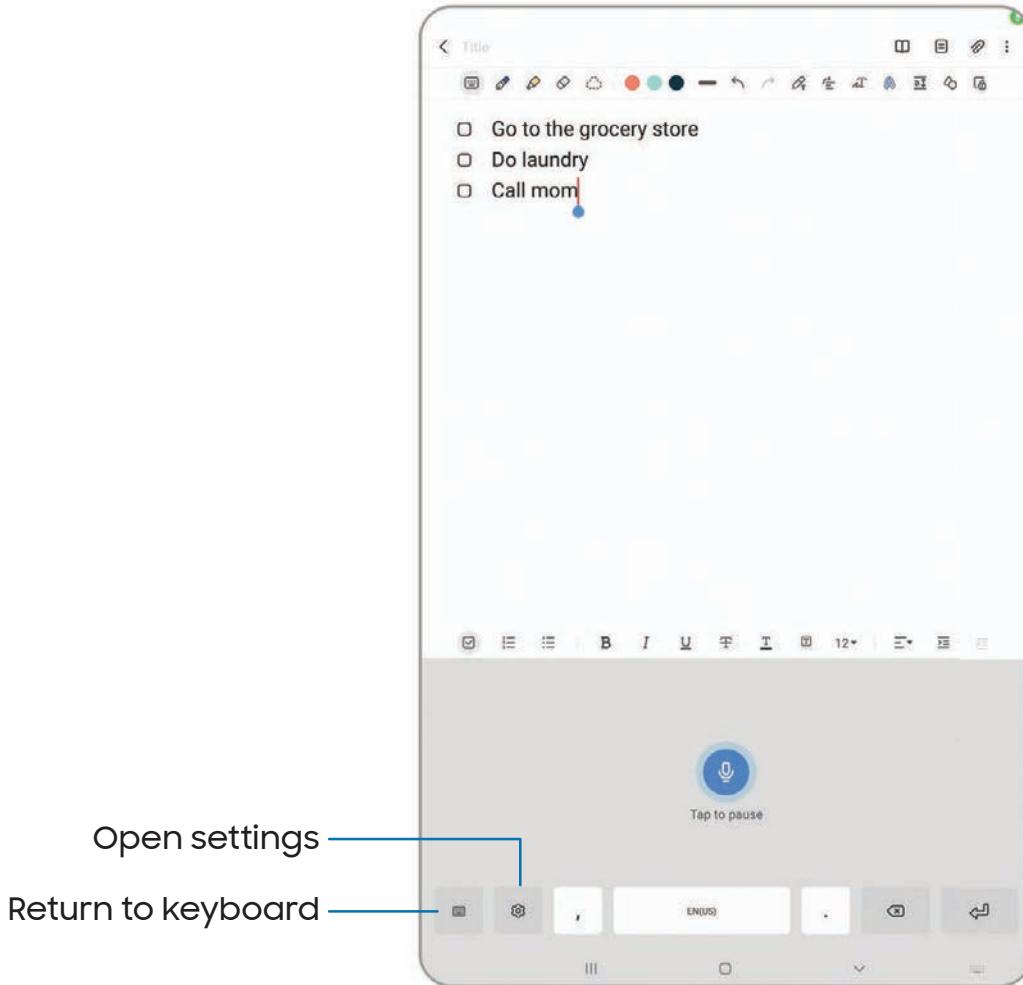 Title
Go to the grocery store
Do laundry
Call mom
B I U T T T 12
Tap to pause
Open settings
Return to keyboard
, EN(US) .